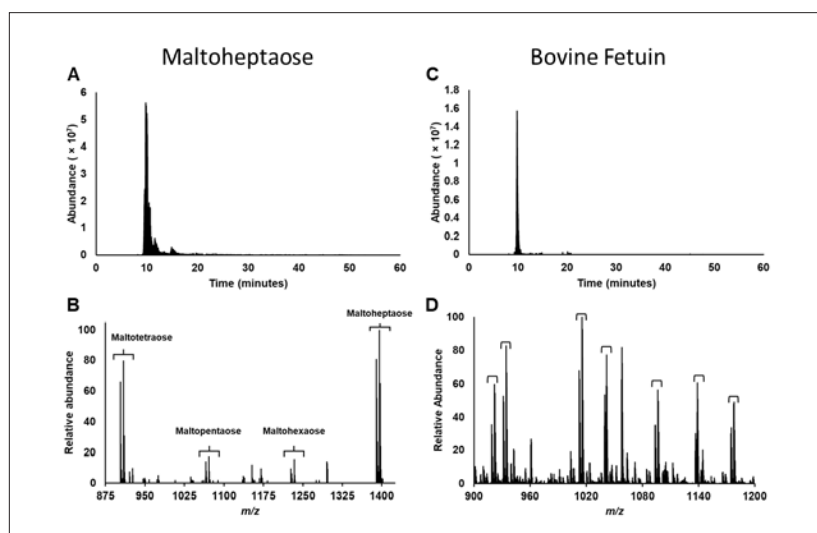 Maltoheptaose
Bovine Fetuin
A
Abundance ( × 10⁷)
6
5
4
3
2
1
0
0 10 20 30 40 50 60
Time (minutes)
C
Abundance ( × 10⁷)
1.8
1.6
1.4
1.2
1
0.8
0.6
0.4
0.2
0
0 10 20 30 40 50 60
Time (minutes)
B
Relative abundance
100
80
60
40
20
0
Maltotetraose
Maltopentaose
Maltohexaose
Maltoheptaose
875 950 1025 1100 1175 1250 1325 1400
m/z
D
Relative Abundance
100
80
60
40
20
0
900 960 1020 1080 1140 1200
m/z